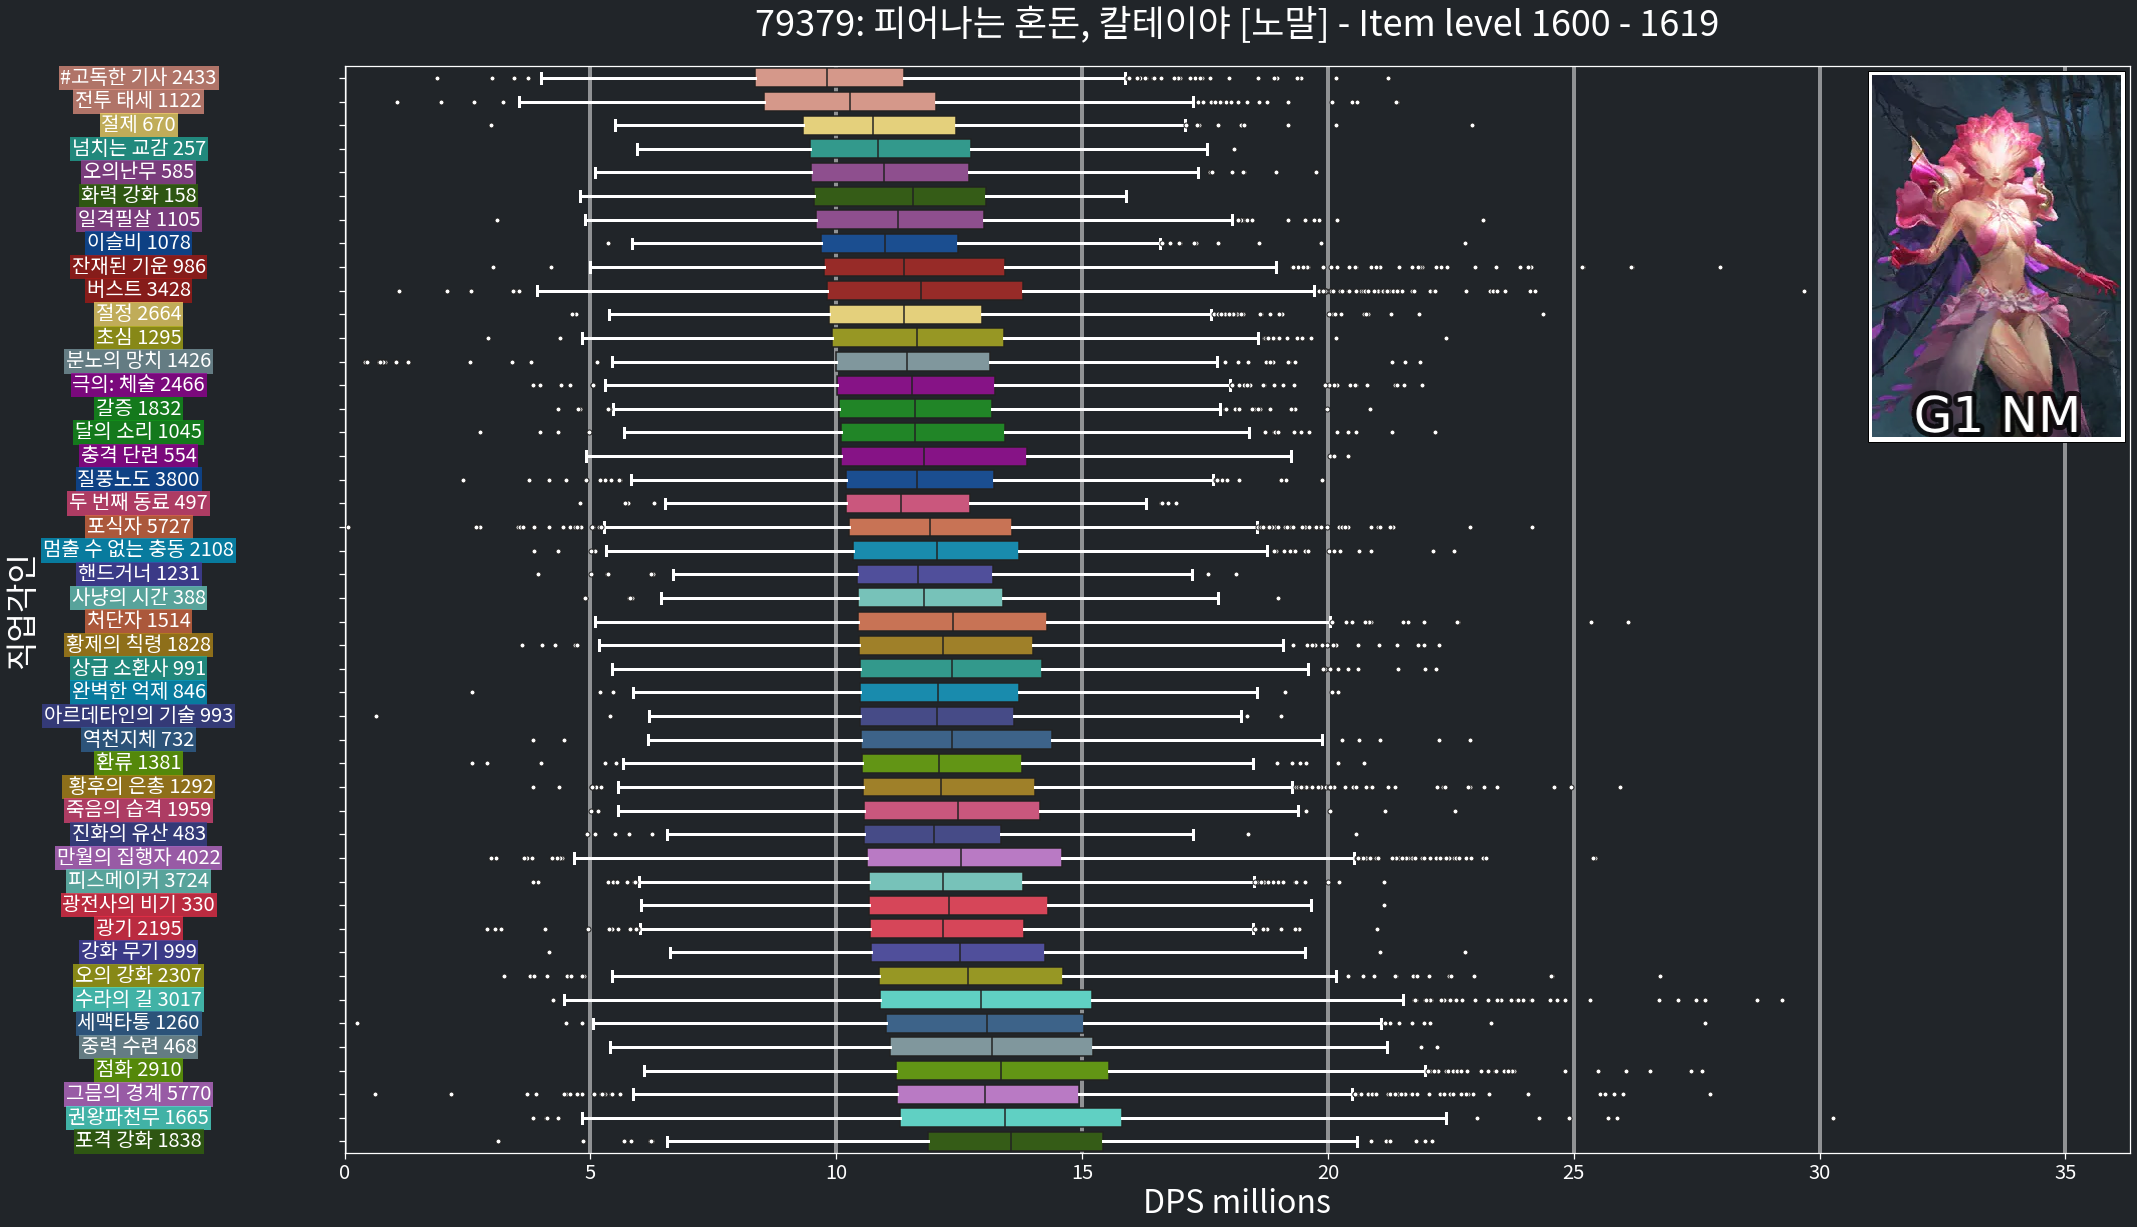 79379: 피어나는 혼돈, 칼테이야 [노말] - Item level 1600 - 1619
#고독한 기사 2433
전투 태세 1122
절제 670
넘치는 교감 257
오의난무 585
화력 강화 158
일격필살 1105
이슬비 1078
잔재된 기운 986
버스트 3428
절정 2664
초심 1295
분노의 망치 1426
극의: 체술 2466
갈증 1832
달의 소리 1045
충격 단련 554
질풍노도 3800
두 번째 동료 497
포식자 5727
멈출 수 없는 충동 2108
핸드거너 1231
사냥의 시간 388
처단자 1514
황제의 칙령 1828
상급 소환사 991
완벽한 억제 846
아르데타인의 기술 993
역천지체 732
환류 1381
황후의 은총 1292
죽음의 습격 1959
진화의 유산 483
만월의 집행자 4022
피스메이커 3724
광전사의 비기 330
광기 2195
강화 무기 999
오의 강화 2307
수라의 길 3017
세맥타통 1260
중력 수련 468
점화 2910
그믐의 경계 5770
권왕파천무 1665
포격 강화 1838
직업각인
G1 NM
0 5 10 15 20 25 30 35
DPS millions